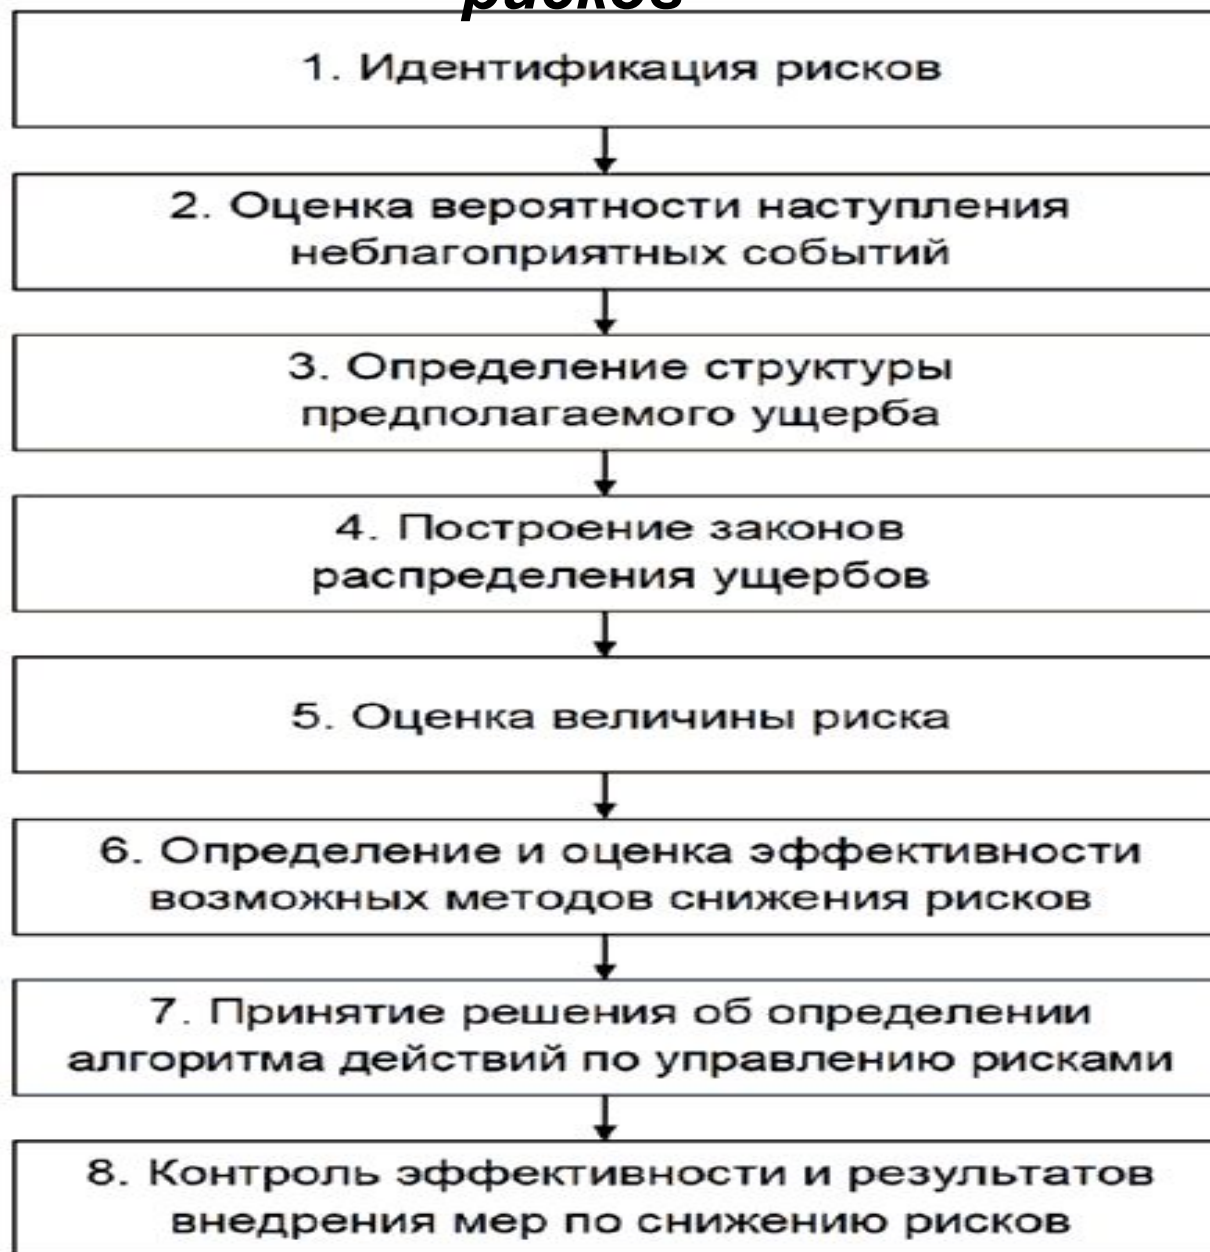 рисков
1. Идентификация рисков
2. Оценка вероятности наступления
неблагоприятных событий
3. Определение структуры
предполагаемого ущерба
4. Построение законов
распределения ущербов
5. Оценка величины риска
6. Определение и оценка эффективности
возможных методов снижения рисков
7. Принятие решения об определении
алгоритма действий по управлению рисками
8. Контроль эффективности и результатов
внедрения мер по снижению рисков